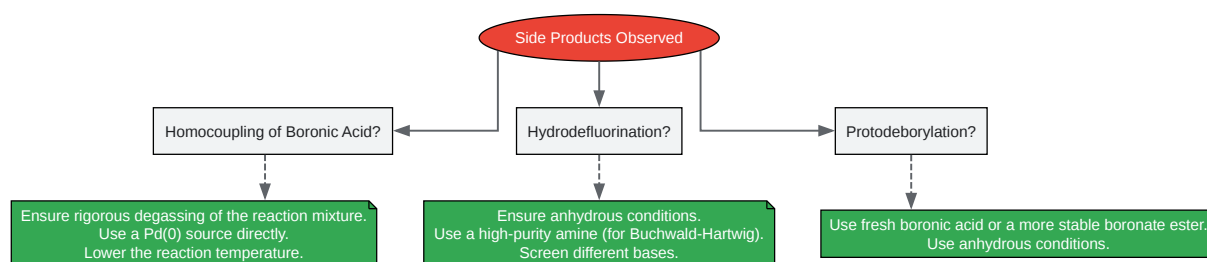 Side Products Observed
Homocoupling of Boronic Acid?
Hydrodefluorination?
Protodeborylation?
Ensure rigorous degassing of the reaction mixture.
Use a Pd(0) source directly.
Lower the reaction temperature.
Ensure anhydrous conditions.
Use a high-purity amine (for Buchwald-Hartwig).
Screen different bases.
Use fresh boronic acid or a more stable boronate ester.
Use anhydrous conditions.